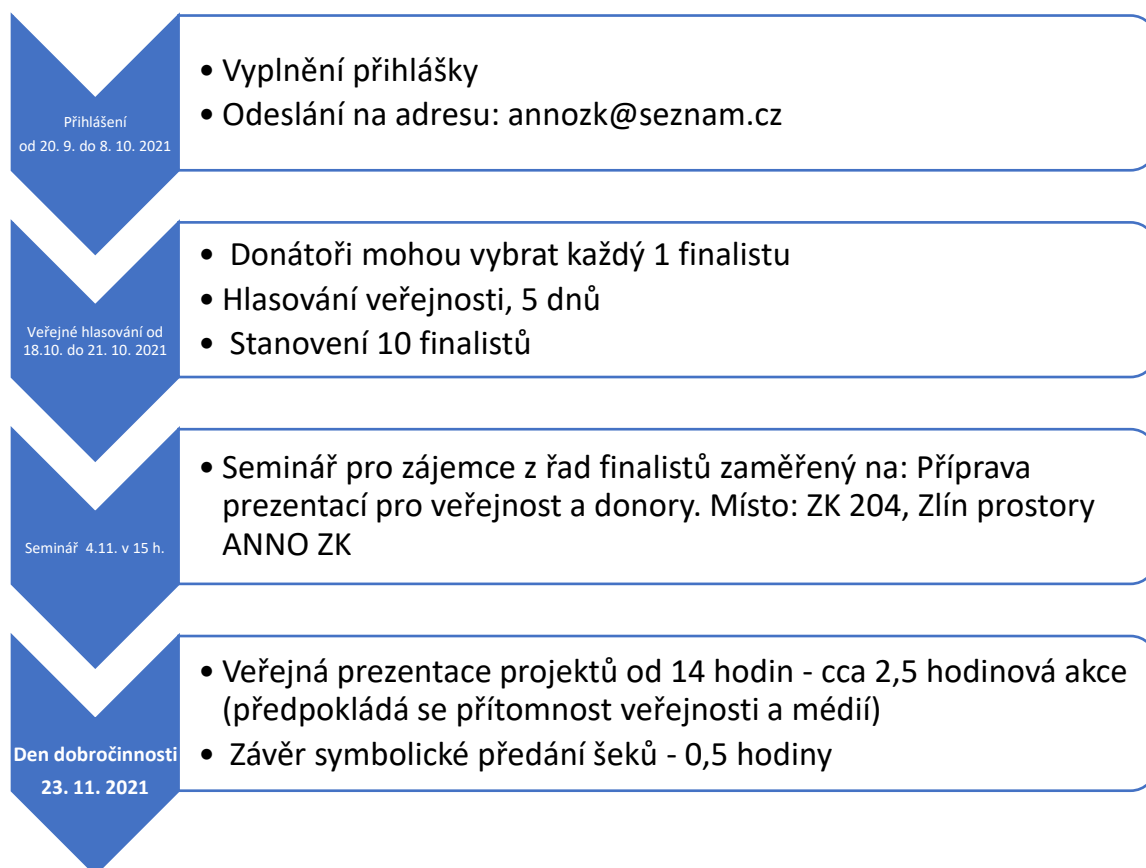 Přihlášení
od 20. 9. do 8. 10. 2021
• Vyplnění přihlášky
• Odeslání na adresu: annozk@seznam.cz
Veřejné hlasování od
18.10. do 21. 10. 2021
• Donátoři mohou vybrat každý 1 finalistu
• Hlasování veřejnosti, 5 dnů
• Stanovení 10 finalistů
Seminář 4.11. v 15 h.
• Seminář pro zájemce z řad finalistů zaměřený na: Příprava
prezentací pro veřejnost a donory. Místo: ZK 204, Zlín prostory
ANNO ZK
Den dobročinnosti
23. 11. 2021
• Veřejná prezentace projektů od 14 hodin - cca 2,5 hodinová akce
(předpokládá se přítomnost veřejnosti a médií)
• Závěr symbolické předání šeků - 0,5 hodiny